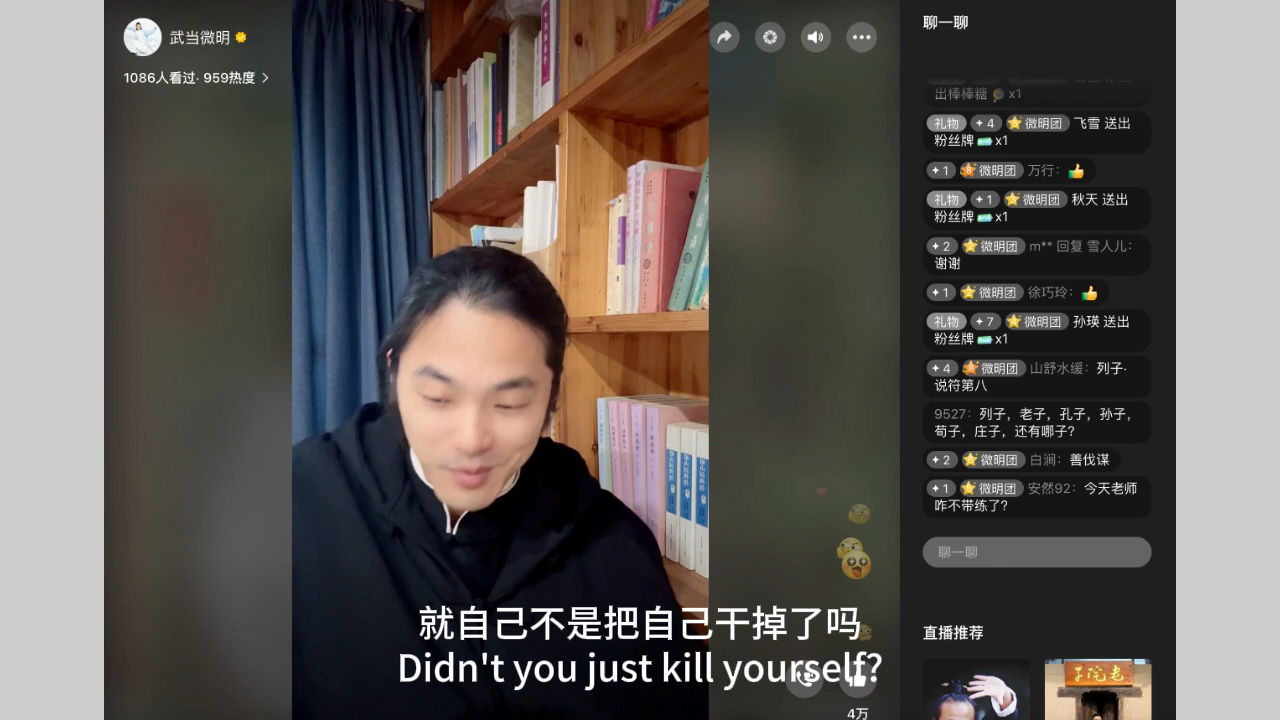 武当微明
1086人看过· 959热度
聊一聊
出棒棒糖 x1
礼物 +4 微明团 飞雪 送出
粉丝牌 x1
+1 微明团 万行：
礼物 +1 微明团 秋天 送出
粉丝牌 x1
+2 微明团 m** 回复 雪人儿：
谢谢
+1 微明团 徐巧玲：
礼物 +7 微明团 孙瑛 送出
粉丝牌 x1
+4 微明团 山舒水缓：列子·
说符第八
9527：列子，老子，孔子，孙子，
荀子，庄子，还有哪子?
+2 微明团 白涧：善伐谋
+1 微明团 安然92：今天老师
咋不带练了?
聊一聊
就自己不是把自己干掉了吗
Didn't you just kill yourself?
4万
直播推荐